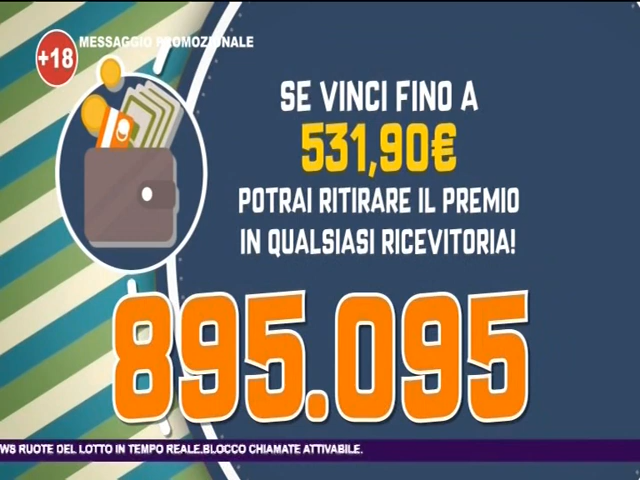 +18
MESSAGGIO PROMOZIONALE
SE VINCI FINO A
531,90€
POTRAI RITIRARE IL PREMIO
IN QUALSIASI RICEVITORIA!
895.095
WS RUOTE DEL LOTTO IN TEMPO REALE.BLOCCO CHIAMATE ATTIVABILE.